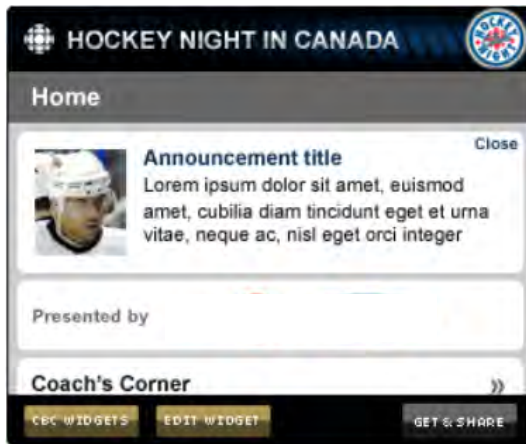 HOCKEY NIGHT IN CANADA
HOCKEY NIGHT
Home
Close
Announcement title
Lorem ipsum dolor sit amet, euismod
amet, cubilia diam tincidunt eget et urna
vitae, neque ac, nisl eget orci integer
Presented by
Coach's Corner »
CBC WIDGETS EDIT WIDGET GET & SHARE